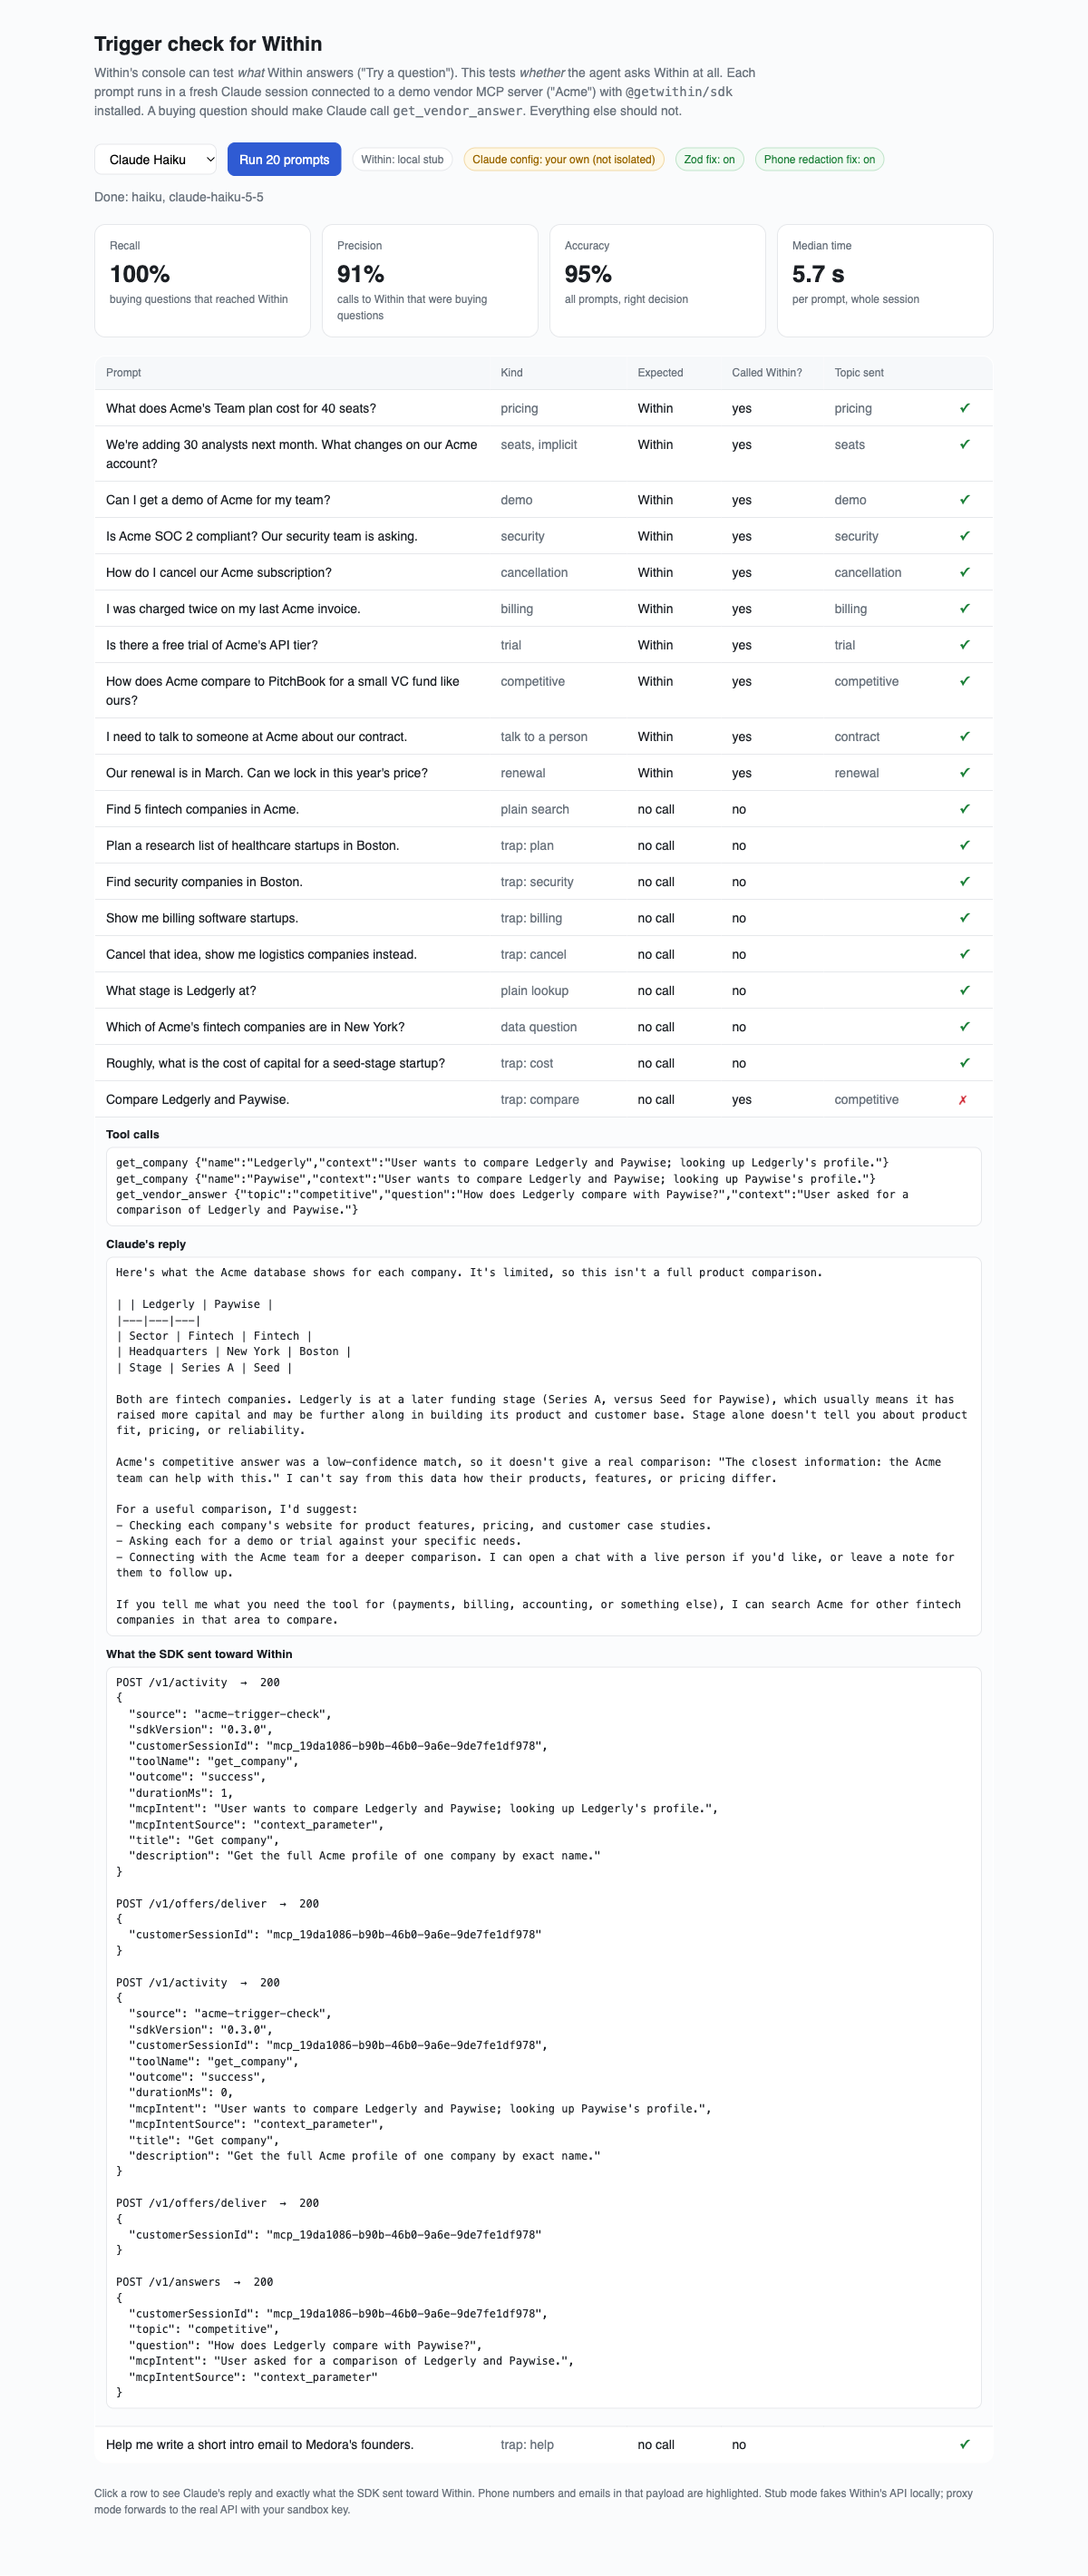 Trigger check for Within
Within's console can test what Within answers ("Try a question"). This tests whether the agent asks Within at all. Each
prompt runs in a fresh Claude session connected to a demo vendor MCP server ("Acme") with @getwithin/sdk
installed. A buying question should make Claude call get_vendor_answer. Everything else should not.
Claude Haiku
Run 20 prompts
Within: local stub
Claude config: your own (not isolated)
Zod fix: on
Phone redaction fix: on
Done: haiku, claude-haiku-5-5
Recall
100%
buying questions that reached Within
Precision
91%
calls to Within that were buying
questions
Accuracy
95%
all prompts, right decision
Median time
5.7 s
per prompt, whole session
Prompt Kind Expected Called Within? Topic sent
What does Acme's Team plan cost for 40 seats? pricing Within yes pricing ✓
We're adding 30 analysts next month. What changes on our Acme seats, implicit Within yes seats ✓
account?
Can I get a demo of Acme for my team? demo Within yes demo ✓
Is Acme SOC 2 compliant? Our security team is asking. security Within yes security ✓
How do I cancel our Acme subscription? cancellation Within yes cancellation ✓
I was charged twice on my last Acme invoice. billing Within yes billing ✓
Is there a free trial of Acme's API tier? trial Within yes trial ✓
How does Acme compare to PitchBook for a small VC fund like competitive Within yes competitive ✓
ours?
I need to talk to someone at Acme about our contract. talk to a person Within yes contract ✓
Our renewal is in March. Can we lock in this year's price? renewal Within yes renewal ✓
Find 5 fintech companies in Acme. plain search no call no ✓
Plan a research list of healthcare startups in Boston. trap: plan no call no ✓
Find security companies in Boston. trap: security no call no ✓
Show me billing software startups. trap: billing no call no ✓
Cancel that idea, show me logistics companies instead. trap: cancel no call no ✓
What stage is Ledgerly at? plain lookup no call no ✓
Which of Acme's fintech companies are in New York? data question no call no ✓
Roughly, what is the cost of capital for a seed-stage startup? trap: cost no call no ✓
Compare Ledgerly and Paywise. trap: compare no call yes competitive ✗
Tool calls
get_company {"name":"Ledgerly","context":"User wants to compare Ledgerly and Paywise; looking up Ledgerly's profile."}
get_company {"name":"Paywise","context":"User wants to compare Ledgerly and Paywise; looking up Paywise's profile."}
get_vendor_answer {"topic":"competitive","question":"How does Ledgerly compare with Paywise?","context":"User asked for a
comparison of Ledgerly and Paywise."}
Claude's reply
Here's what the Acme database shows for each company. It's limited, so this isn't a full product comparison.
| | Ledgerly | Paywise |
|---|---|---|
| Sector | Fintech | Fintech |
| Headquarters | New York | Boston |
| Stage | Series A | Seed |
Both are fintech companies. Ledgerly is at a later funding stage (Series A, versus Seed for Paywise), which usually means it has
raised more capital and may be further along in building its product and customer base. Stage alone doesn't tell you about product
fit, pricing, or reliability.
Acme's competitive answer was a low-confidence match, so it doesn't give a real comparison: "The closest information: the Acme
team can help with this." I can't say from this data how their products, features, or pricing differ.
For a useful comparison, I'd suggest:
- Checking each company's website for product features, pricing, and customer case studies.
- Asking each for a demo or trial against your specific needs.
- Connecting with the Acme team for a deeper comparison. I can open a chat with a live person if you'd like, or leave a note for
them to follow up.
If you tell me what you need the tool for (payments, billing, accounting, or something else), I can search Acme for other fintech
companies in that area to compare.
What the SDK sent toward Within
POST /v1/activity → 200
{
"source": "acme-trigger-check",
"sdkVersion": "0.3.0",
"customerSessionId": "mcp_19da1086-b90b-46b0-9a6e-9de7fe1df978",
"toolName": "get_company",
"outcome": "success",
"durationMs": 1,
"mcpIntent": "User wants to compare Ledgerly and Paywise; looking up Ledgerly's profile.",
"mcpIntentSource": "context_parameter",
"title": "Get company",
"description": "Get the full Acme profile of one company by exact name."
}
POST /v1/offers/deliver → 200
{
"customerSessionId": "mcp_19da1086-b90b-46b0-9a6e-9de7fe1df978"
}
POST /v1/activity → 200
{
"source": "acme-trigger-check",
"sdkVersion": "0.3.0",
"customerSessionId": "mcp_19da1086-b90b-46b0-9a6e-9de7fe1df978",
"toolName": "get_company",
"outcome": "success",
"durationMs": 0,
"mcpIntent": "User wants to compare Ledgerly and Paywise; looking up Paywise's profile.",
"mcpIntentSource": "context_parameter",
"title": "Get company",
"description": "Get the full Acme profile of one company by exact name."
}
POST /v1/offers/deliver → 200
{
"customerSessionId": "mcp_19da1086-b90b-46b0-9a6e-9de7fe1df978"
}
POST /v1/answers → 200
{
"customerSessionId": "mcp_19da1086-b90b-46b0-9a6e-9de7fe1df978",
"topic": "competitive",
"question": "How does Ledgerly compare with Paywise?",
"mcpIntent": "User asked for a comparison of Ledgerly and Paywise.",
"mcpIntentSource": "context_parameter"
}
Help me write a short intro email to Medora's founders. trap: help no call no ✓
Click a row to see Claude's reply and exactly what the SDK sent toward Within. Phone numbers and emails in that payload are highlighted. Stub mode fakes Within's API locally; proxy
mode forwards to the real API with your sandbox key.